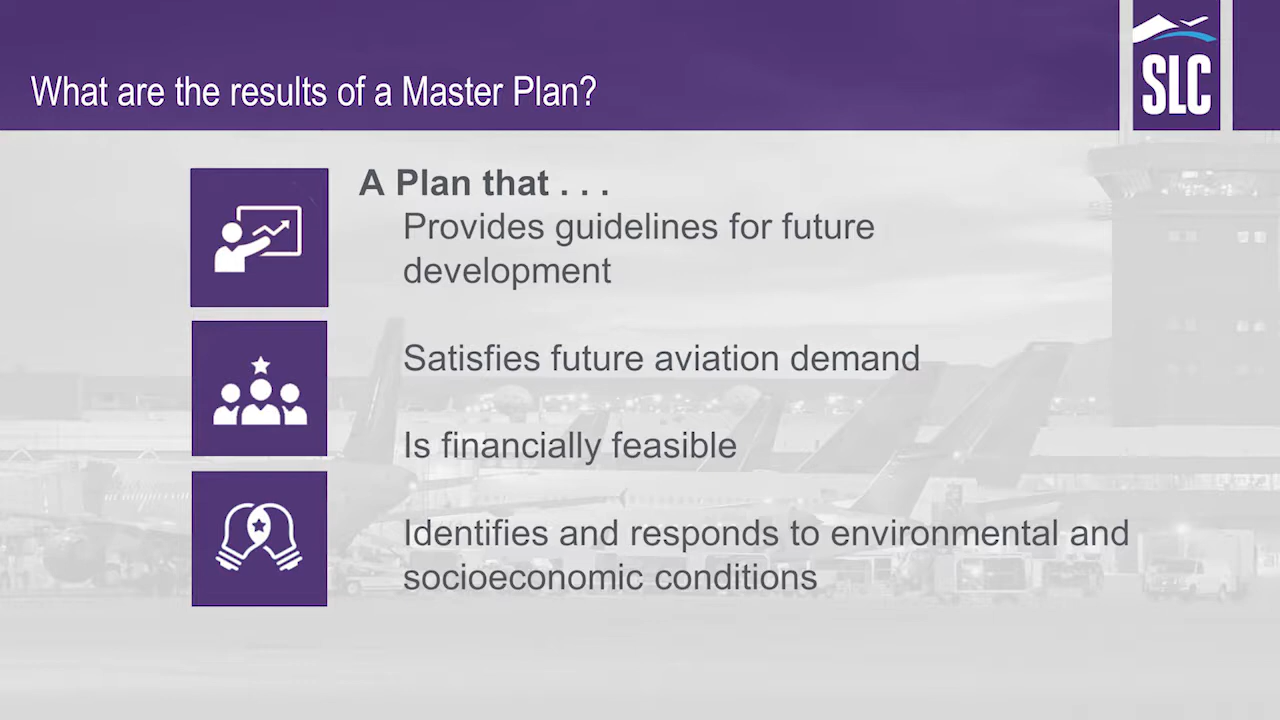 What are the results of a Master Plan?
SLC
A Plan that . . .
Provides guidelines for future
development
Satisfies future aviation demand
Is financially feasible
Identifies and responds to environmental and
socioeconomic conditions